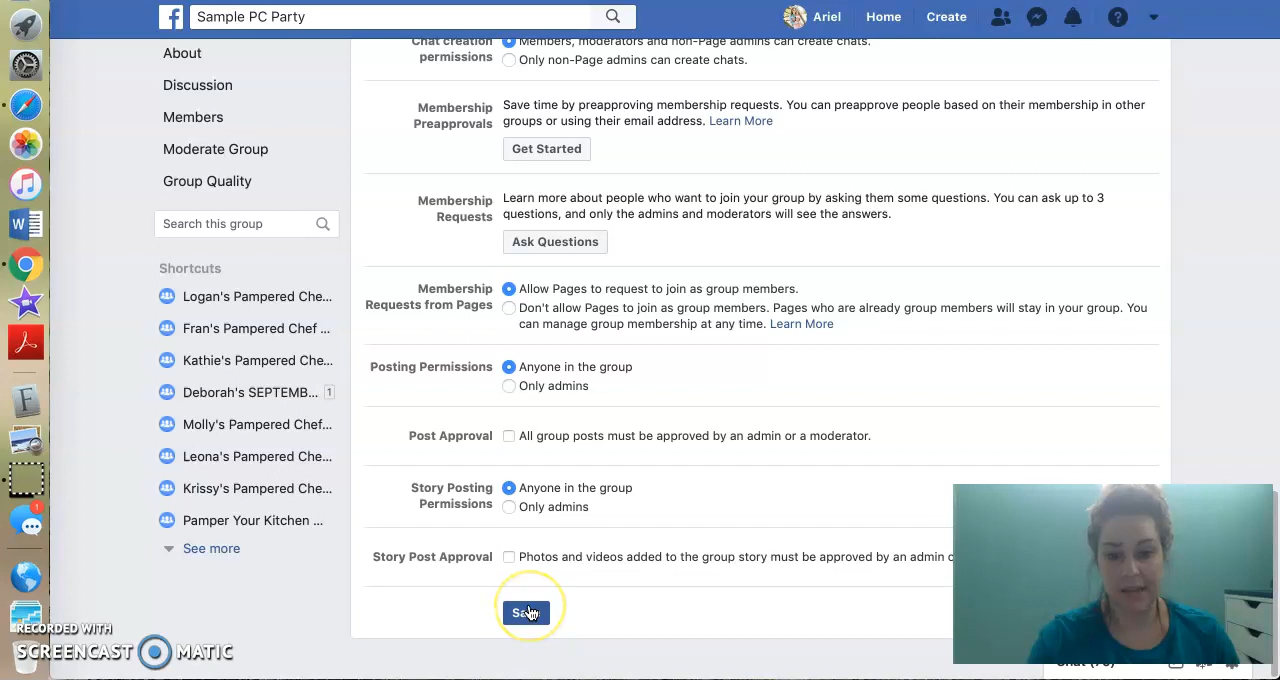 Sample PC Party
Ariel
Home
Create
About
Discussion
Members
Moderate Group
Group Quality
Search this group
Shortcuts
Logan's Pampered Che...
Fran's Pampered Chef ...
Kathie's Pampered Che...
Deborah's SEPTEMB... 1
Molly's Pampered Chef...
Leona's Pampered Che...
Krissy's Pampered Che...
Pamper Your Kitchen ...
See more
Chat creation
permissions
Members, moderators and non-Page admins can create chats.
Only non-Page admins can create chats.
Membership
Preapprovals
Save time by preapproving membership requests. You can preapprove people based on their membership in other
groups or using their email address. Learn More
Get Started
Membership
Requests
Learn more about people who want to join your group by asking them some questions. You can ask up to 3
questions, and only the admins and moderators will see the answers.
Ask Questions
Membership
Requests from Pages
Allow Pages to request to join as group members.
Don't allow Pages to join as group members. Pages who are already group members will stay in your group. You
can manage group membership at any time. Learn More
Posting Permissions
Anyone in the group
Only admins
Post Approval
All group posts must be approved by an admin or a moderator.
Story Posting
Permissions
Anyone in the group
Only admins
Story Post Approval
Photos and videos added to the group story must be approved by an admin
Save
RECORDED WITH
SCREENCAST MATIC